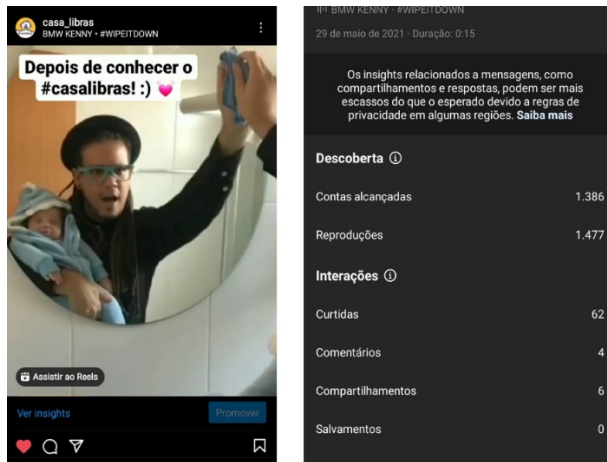 casa_libras
BMW KENNY • #WIPEITDOWN
Depois de conhecer o
#casalibras! :)
Assistir ao Reels
Ver insights
Promover
BMW KENNY · #WIPEITDOWN
29 de maio de 2021 · Duração: 0:15
Os insights relacionados a mensagens, como
compartilhamentos e respostas, podem ser mais
escassos do que o esperado devido a regras de
privacidade em algumas regiões. Saiba mais
Descoberta
Contas alcançadas 1.386
Reproduções 1.477
Interações
Curtidas 62
Comentários 4
Compartilhamentos 6
Salvamentos 0